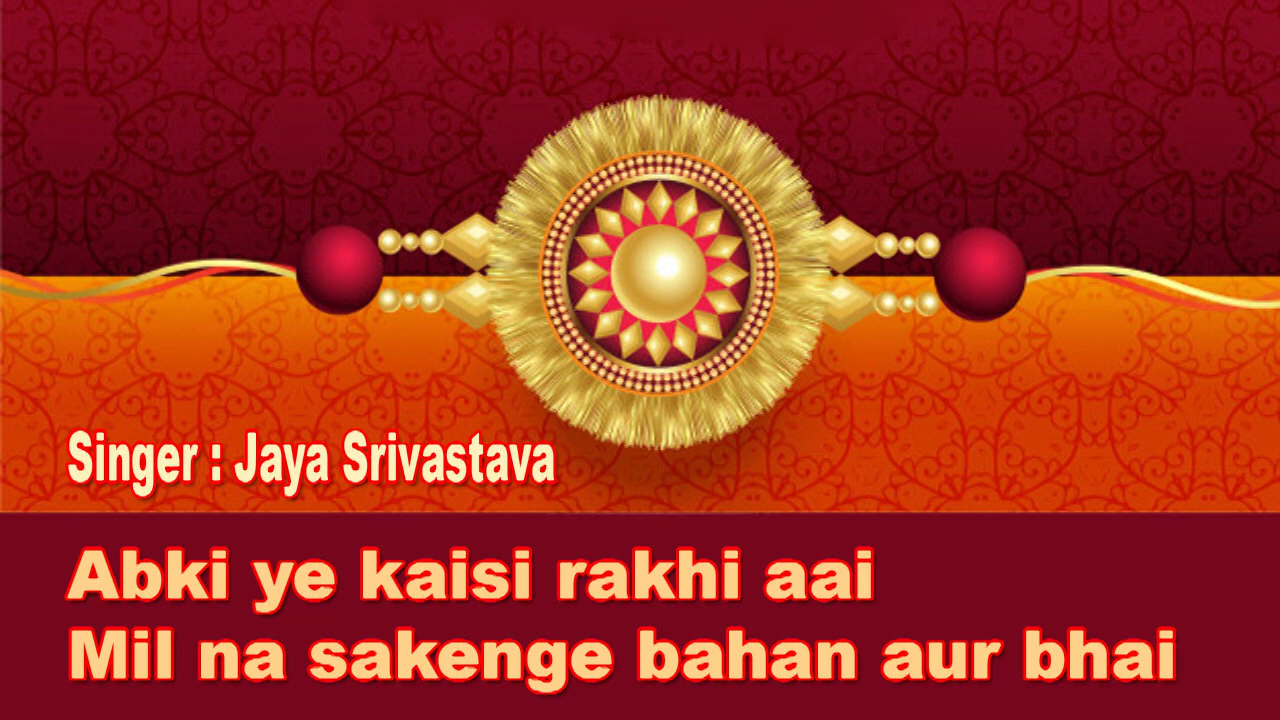 Singer : Jaya Srivastava
Abki ye kaisi rakhi aai
Mil na sakenge bahan aur bhai